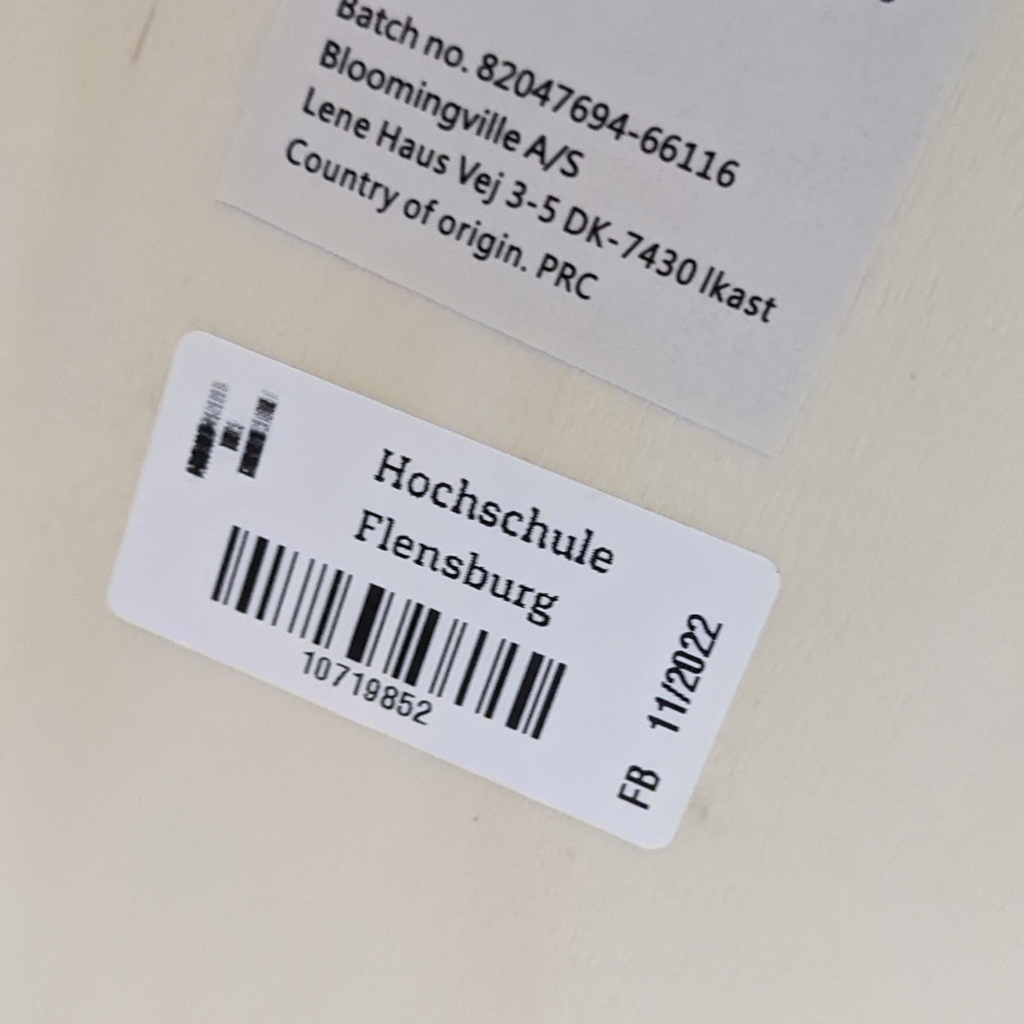 Batch no. 82047694-66116
Bloomingville A/S
Lene Haus Vej 3-5 DK-7430 Ikast
Country of origin. PRC
Hochschule
Flensburg
10719852
FB 11/2022